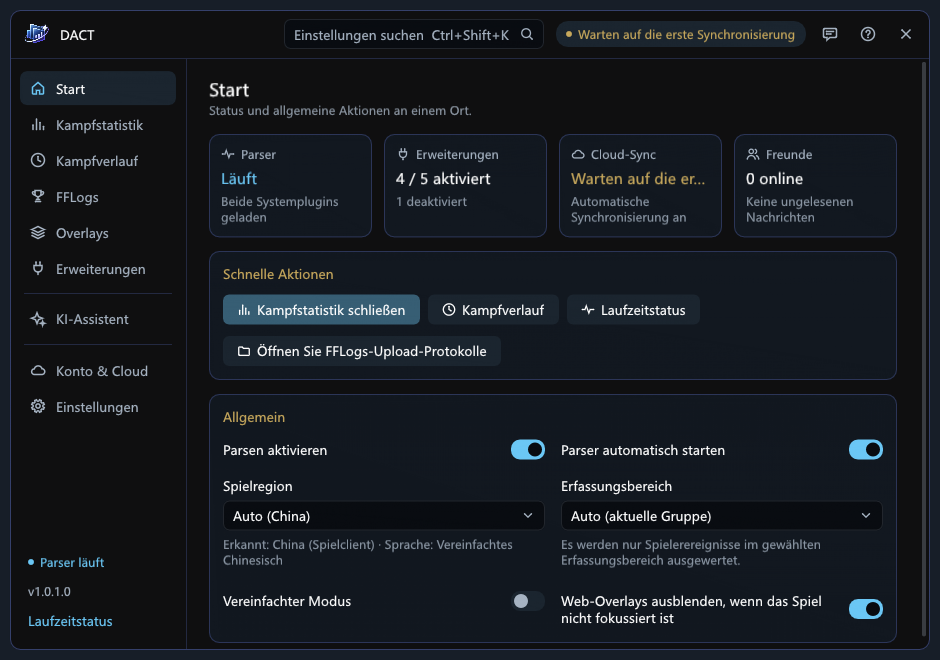 DACT
Einstellungen suchen Ctrl+Shift+K
Warten auf die erste Synchronisierung
Start
Kampfstatistik
Kampfverlauf
FFLogs
Overlays
Erweiterungen
KI-Assistent
Konto & Cloud
Einstellungen
Parser läuft
v1.0.1.0
Laufzeitstatus
Start
Status und allgemeine Aktionen an einem Ort.
Parser
Läuft
Beide Systemplugins
geladen
Erweiterungen
4 / 5 aktiviert
1 deaktiviert
Cloud-Sync
Warten auf die er...
Automatische
Synchronisierung an
Freunde
0 online
Keine ungelesenen
Nachrichten
Schnelle Aktionen
Kampfstatistik schließen
Kampfverlauf
Laufzeitstatus
Öffnen Sie FFLogs-Upload-Protokolle
Allgemein
Parsen aktivieren
Parser automatisch starten
Spielregion
Auto (China)
Erkannt: China (Spielclient) · Sprache: Vereinfachtes
Chinesisch
Erfassungsbereich
Auto (aktuelle Gruppe)
Es werden nur Spielerereignisse im gewählten
Erfassungsbereich ausgewertet.
Vereinfachter Modus
Web-Overlays ausblenden, wenn das Spiel
nicht fokussiert ist